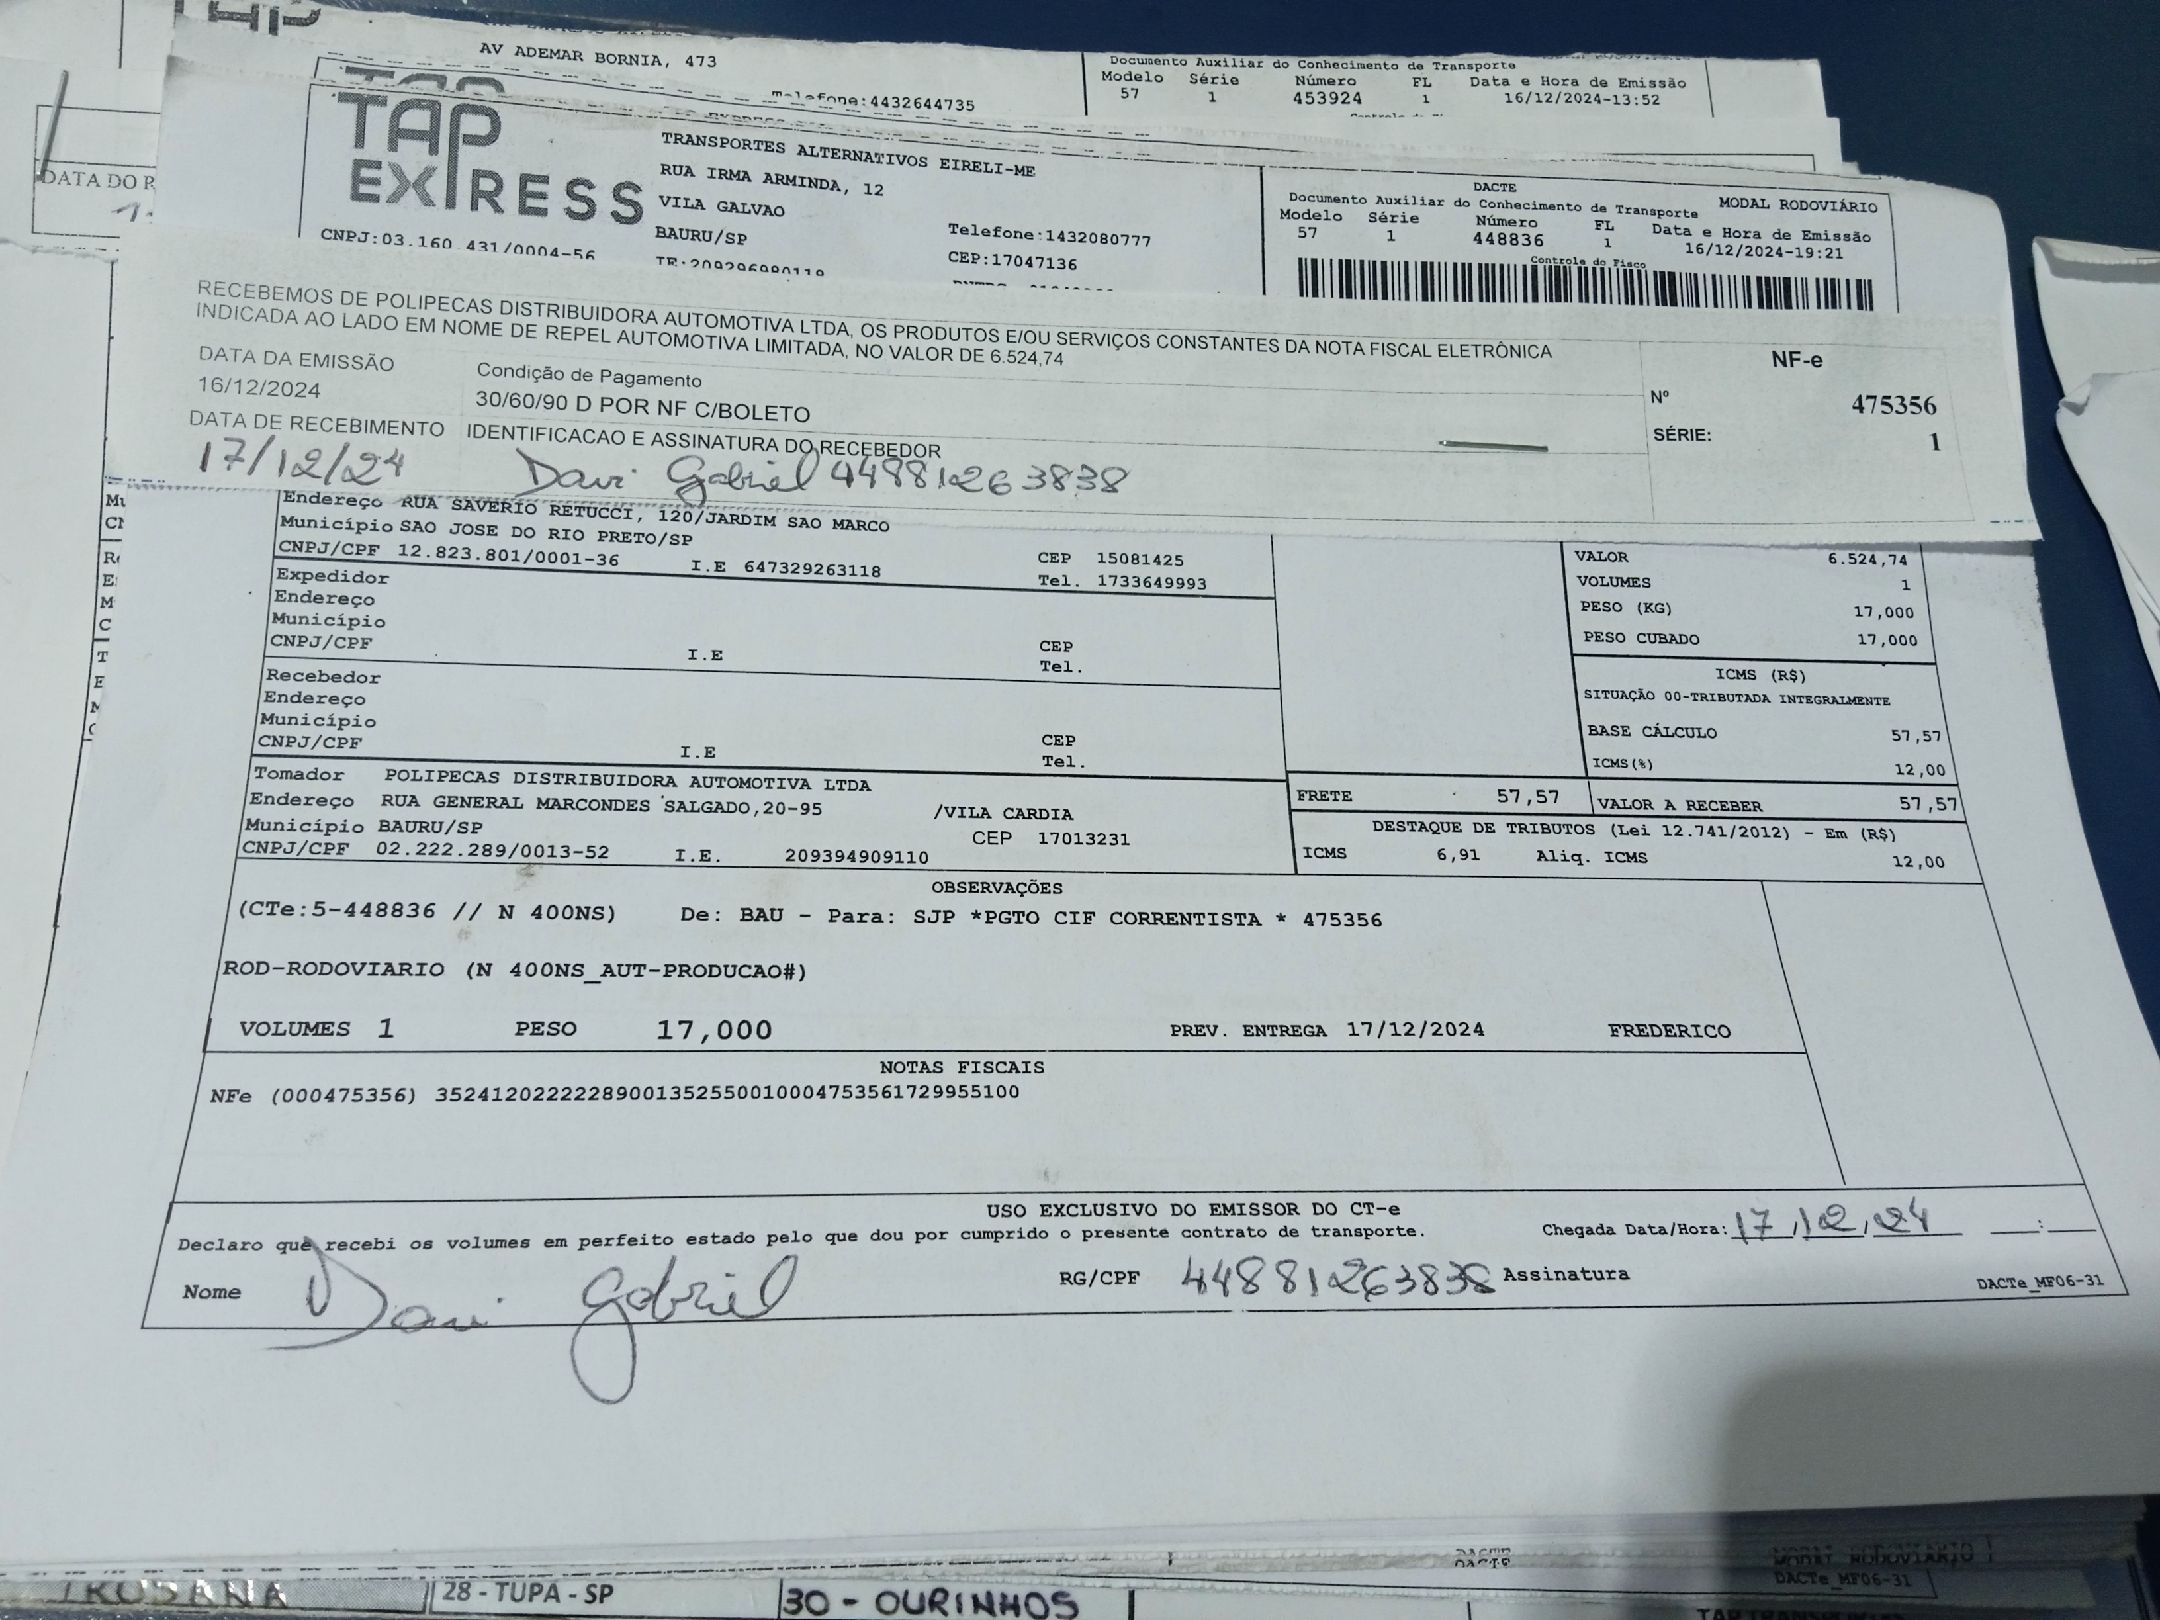 AV ADEMAR BORNIA, 473
Telefone:4432644735
Documento Auxiliar do Conhecimento de Transporte
Modelo Série Número FL Data e Hora de Emissão
57 1 453924 1 16/12/2024-13:52
DATA DO R
TAP
EXPRESS
CNPJ:03.160.431/0004-56
TRANSPORTES ALTERNATIVOS EIRELI-ME
RUA IRMA ARMINDA, 12
VILA GALVAO
BAURU/SP
Telefone:1432080777
CEP:17047136
DACTE
Documento Auxiliar do Conhecimento de Transporte
MODAL RODOVIÁRIO
Modelo Série Número FL Data e Hora de Emissão
57 1 448836 1 16/12/2024-19:21
Controle do Fisco
RECEBEMOS DE POLIPECAS DISTRIBUIDORA AUTOMOTIVA LTDA, OS PRODUTOS E/OU SERVIÇOS CONSTANTES DA NOTA FISCAL ELETRÔNICA
INDICADA AO LADO EM NOME DE REPEL AUTOMOTIVA LIMITADA, NO VALOR DE 6.524,74
DATA DA EMISSÃO
16/12/2024
Condição de Pagamento
30/60/90 D POR NF C/BOLETO
DATA DE RECEBIMENTO
17/12/24
IDENTIFICACAO E ASSINATURA DO RECEBEDOR
Davi Gabriel 44881263838
NF-e
Nº 475356
SÉRIE: 1
Endereço RUA SAVERIO RETUCCI, 120/JARDIM SAO MARCO
Município SAO JOSE DO RIO PRETO/SP
CNPJ/CPF 12.823.801/0001-36 I.E 647329263118
CEP 15081425
Tel. 1733649993
Expedidor
Endereço
Município
CNPJ/CPF I.E
CEP
Tel.
Recebedor
Endereço
Município
CNPJ/CPF I.E
CEP
Tel.
Tomador POLIPECAS DISTRIBUIDORA AUTOMOTIVA LTDA
Endereço RUA GENERAL MARCONDES SALGADO,20-95 /VILA CARDIA
Município BAURU/SP CEP 17013231
CNPJ/CPF 02.222.289/0013-52 I.E. 209394909110
VALOR 6.524,74
VOLUMES 1
PESO (KG) 17,000
PESO CUBADO 17,000
ICMS (R$)
SITUAÇÃO 00-TRIBUTADA INTEGRALMENTE
BASE CÁLCULO 57,57
ICMS(%) 12,00
FRETE 57,57 VALOR A RECEBER 57,57
DESTAQUE DE TRIBUTOS (Lei 12.741/2012) - Em (R$)
ICMS 6,91 Aliq. ICMS 12,00
OBSERVAÇÕES
(CTe:5-448836 // N 400NS) De: BAU - Para: SJP *PGTO CIF CORRENTISTA * 475356
ROD-RODOVIARIO (N 400NS_AUT-PRODUCAO#)
VOLUMES 1 PESO 17,000 PREV. ENTREGA 17/12/2024 FREDERICO
NOTAS FISCAIS
NFe (000475356) 35241202222289001352550010004753561729955100
USO EXCLUSIVO DO EMISSOR DO CT-e
Declaro que recebi os volumes em perfeito estado pelo que dou por cumprido o presente contrato de transporte.
Chegada Data/Hora: 17,12,24 __:__
Nome Davi Gabriel RG/CPF 44881263838 Assinatura
DACTe_MF06-31
DACTE
MODAL RODOVIÁRIO
DACTe_MF06-31
ROSANA
28 - TUPA - SP
30 - OURINHOS